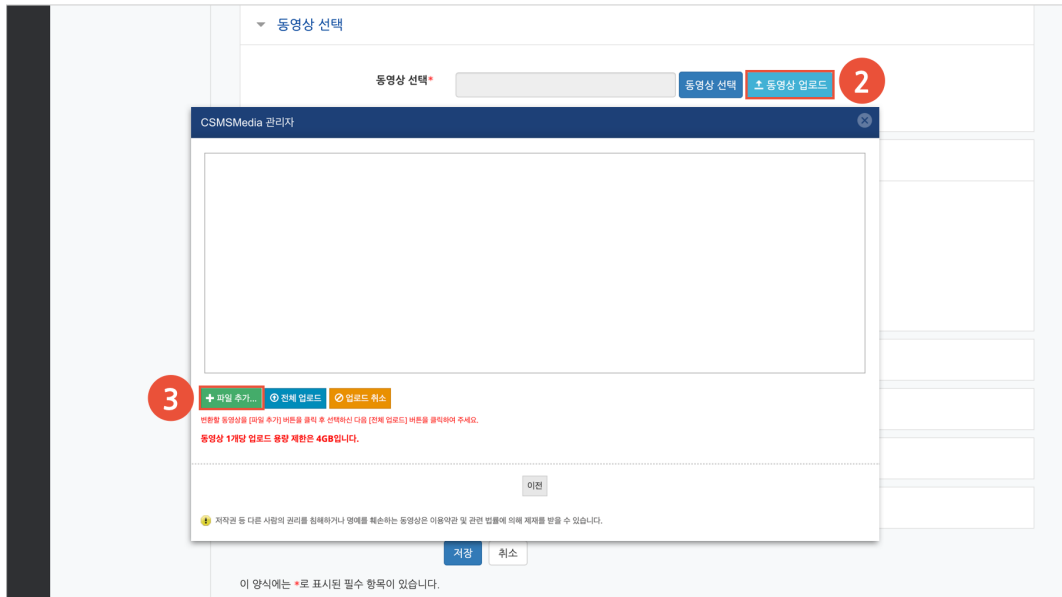 동영상 선택
동영상 선택* 동영상 선택 동영상 업로드 2
CSMSMedia 관리자
3 파일 추가... 전체 업로드 업로드 취소
변환할 동영상을 [파일 추가] 버튼을 클릭 후 선택하신 다음 [전체 업로드] 버튼을 클릭하여 주세요.
동영상 1개당 업로드 용량 제한은 4GB입니다.
이전
저작권 등 다른 사람의 권리를 침해하거나 명예를 훼손하는 동영상은 이용약관 및 관련 법률에 의해 제재를 받을 수 있습니다.
저장 취소
이 양식에는 *로 표시된 필수 항목이 있습니다.